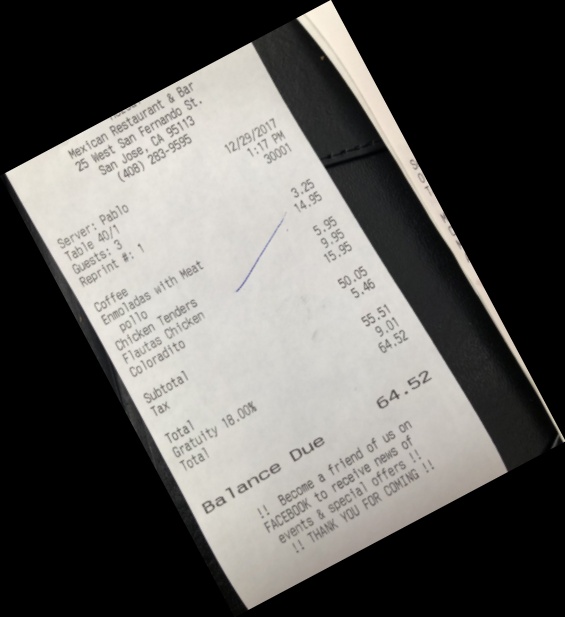 Mexican Restaurant & Bar
25 West San Fernando St.
San Jose, CA 95113
(408) 283-9595
Server: Pablo 12/29/2017
Table 40/1 1:17 PM
Guests: 3 30001
Reprint #: 1
Coffee 3.25
Enmoladas with Meat 14.95
pollo
Chicken Tenders 5.95
Flautas Chicken 9.95
Coloradito 15.95
Subtotal 50.05
Tax 5.46
Total 55.51
Gratuity 18.00% 9.01
Total 64.52
Balance Due 64.52
!! Become a friend of us on
FACEBOOK to receive news of
events & special offers !!
!! THANK YOU FOR COMING !!